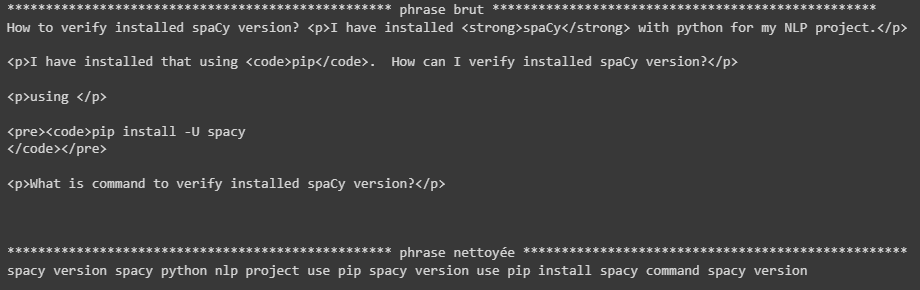 ************************************************** phrase brut **************************************************
How to verify installed spaCy version? <p>I have installed <strong>spaCy</strong> with python for my NLP project.</p>
<p>I have installed that using <code>pip</code>.  How can I verify installed spaCy version?</p>
<p>using </p>
<pre><code>pip install -U spacy
</code></pre>
<p>What is command to verify installed spaCy version?</p>
************************************************** phrase nettoyée **************************************************
spacy version spacy python nlp project use pip spacy version use pip install spacy command spacy version